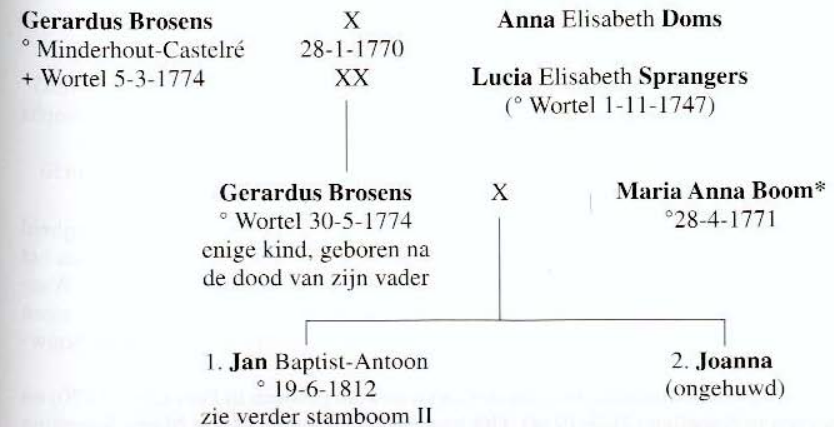 Gerardus Brosens X Anna Elisabeth Doms
° Minderhout-Castelré 28-1-1770
+ Wortel 5-3-1774 XX Lucia Elisabeth Sprangers
(° Wortel 1-11-1747)
Gerardus Brosens X Maria Anna Boom*
° Wortel 30-5-1774 °28-4-1771
enige kind, geboren na
de dood van zijn vader
1. Jan Baptist-Antoon 2. Joanna
° 19-6-1812 (ongehuwd)
zie verder stamboom II